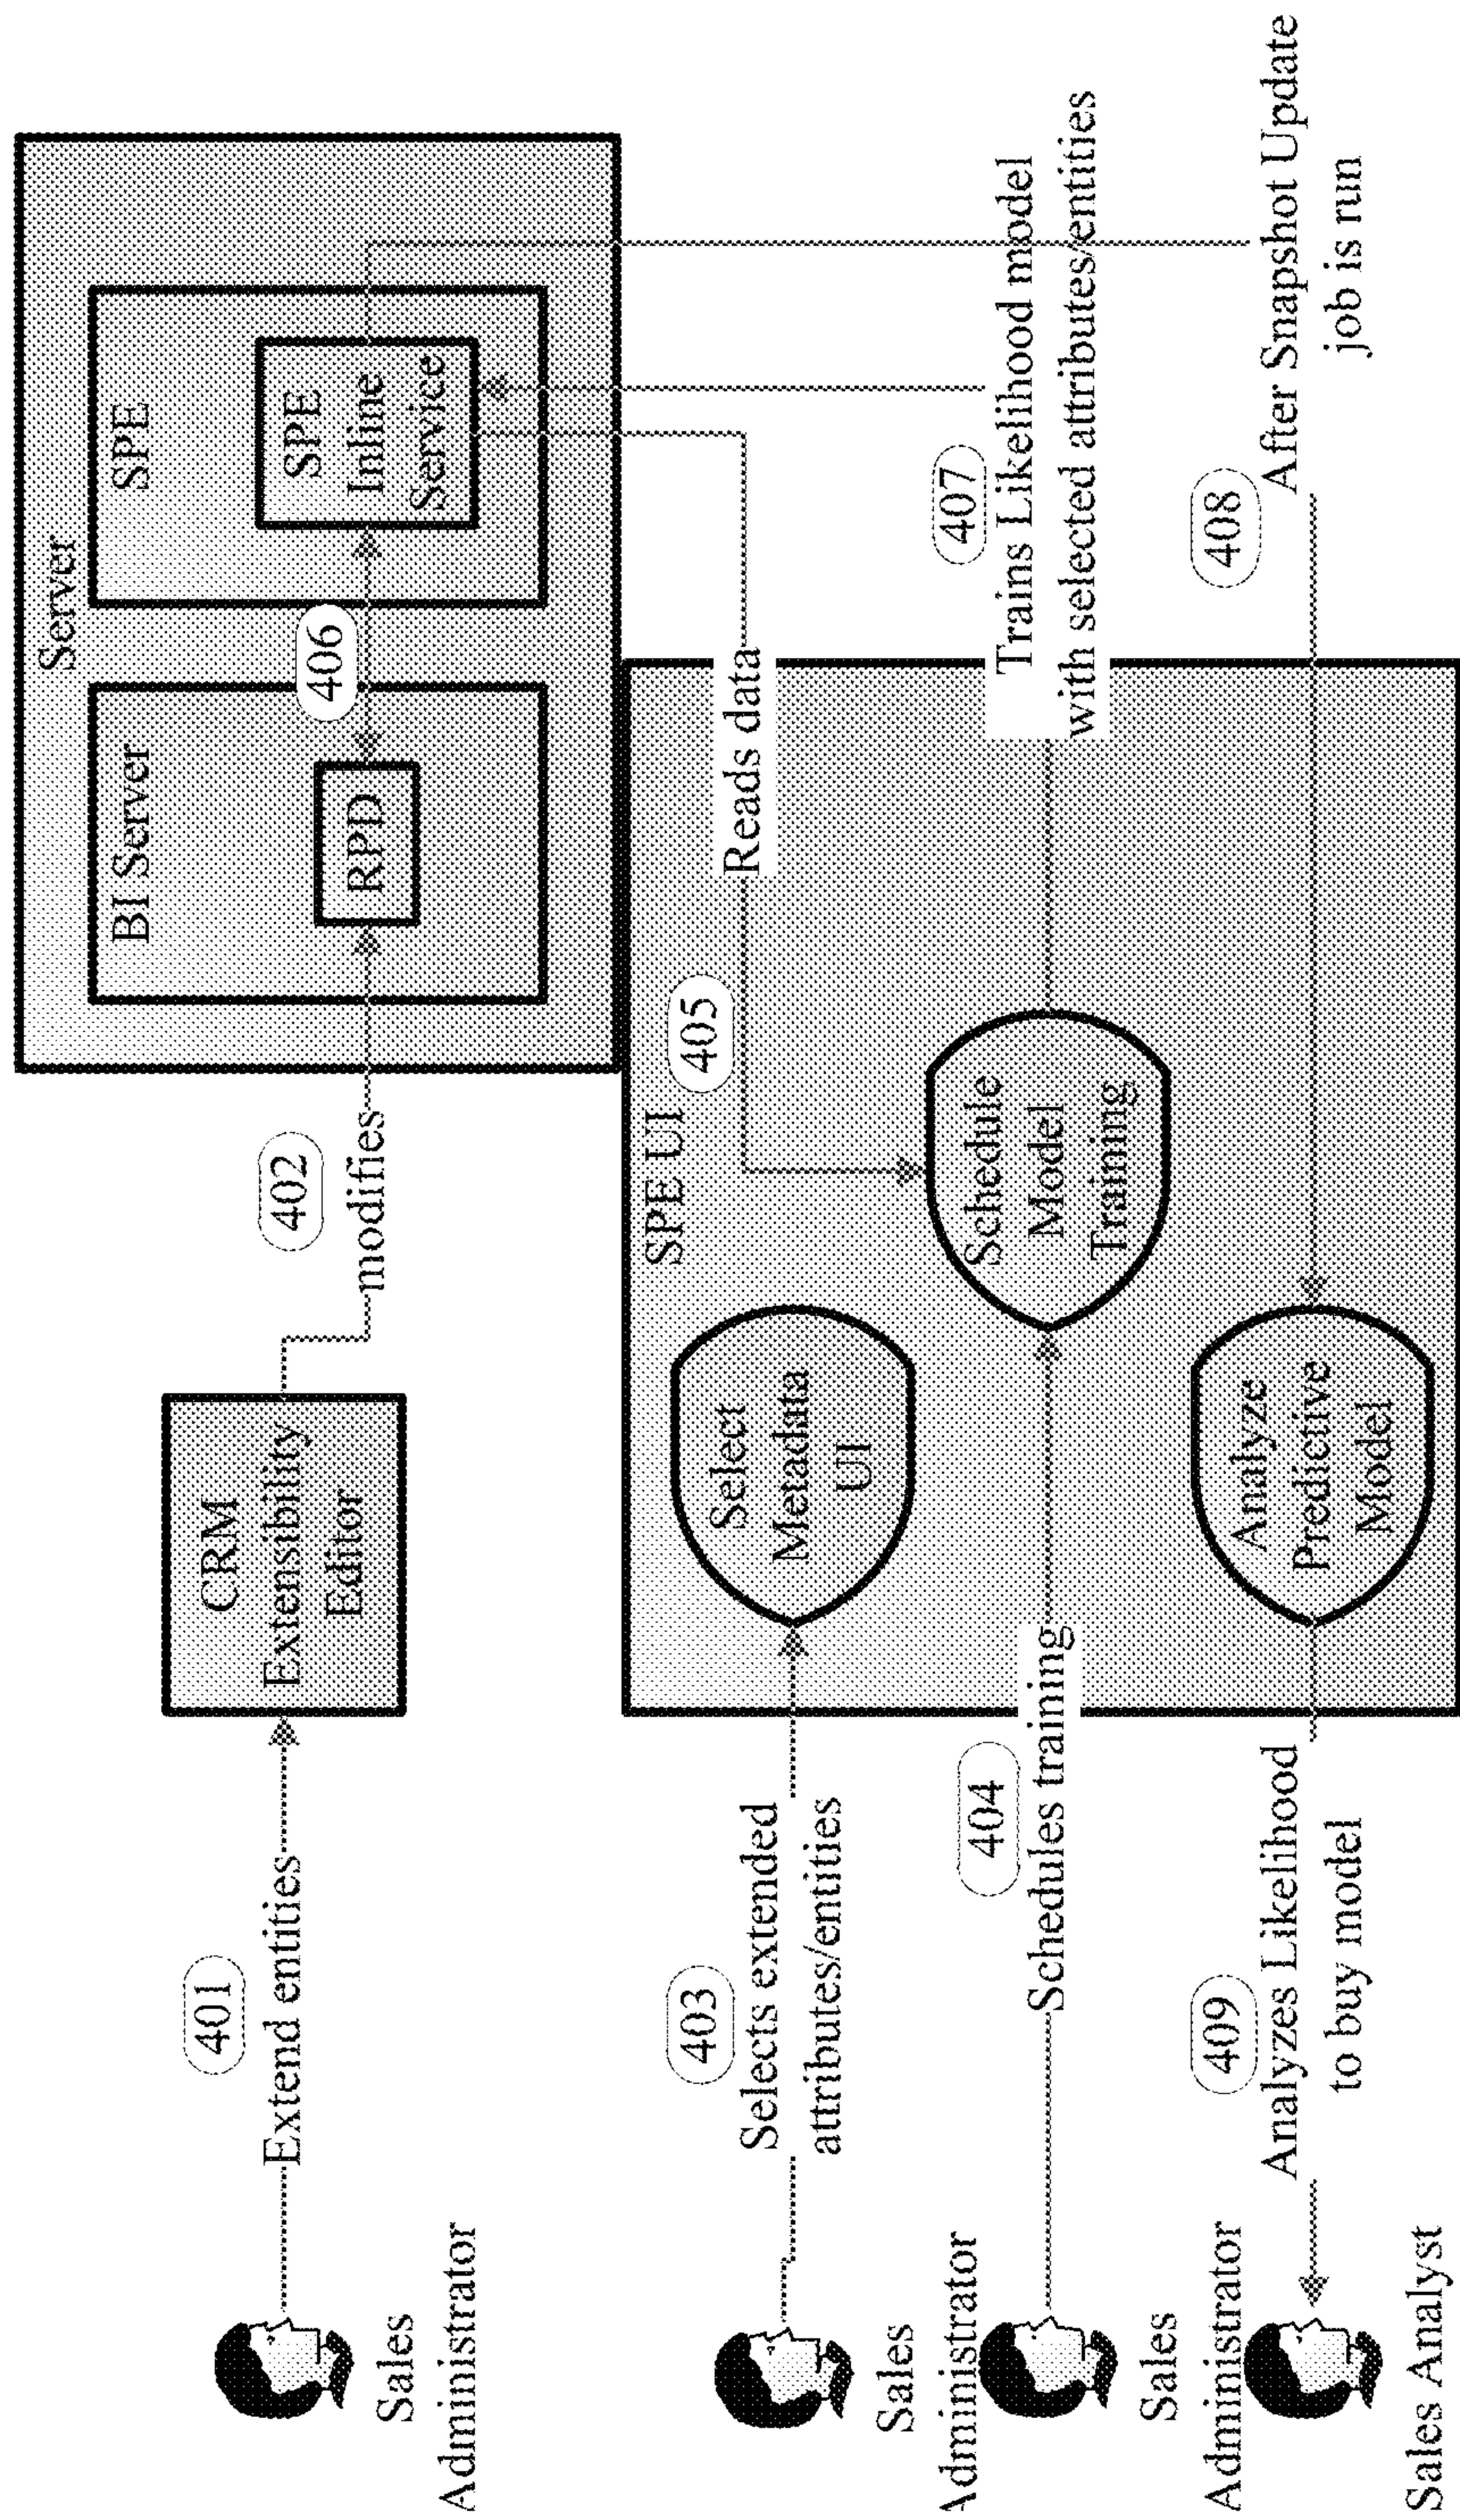 Server
BI Server
SPE
RPD
406
SPE
Inline
Service
401
Extend entities
CRM
Extensibility
Editor
402
modifies
Sales
Administrator
SPE UI
403
Selects extended
attributes/entities
Select
Metadata
UI
405
Reads data
Sales
Administrator
404
Schedules training
Schedule
Model
Training
407
Trains Likelihood model
with selected attributes/entities
Sales
Administrator
409
Analyzes Likelihood
to buy model
Analyze
Predictive
Model
408
After Snapshot Update
job is run
Sales Analyst